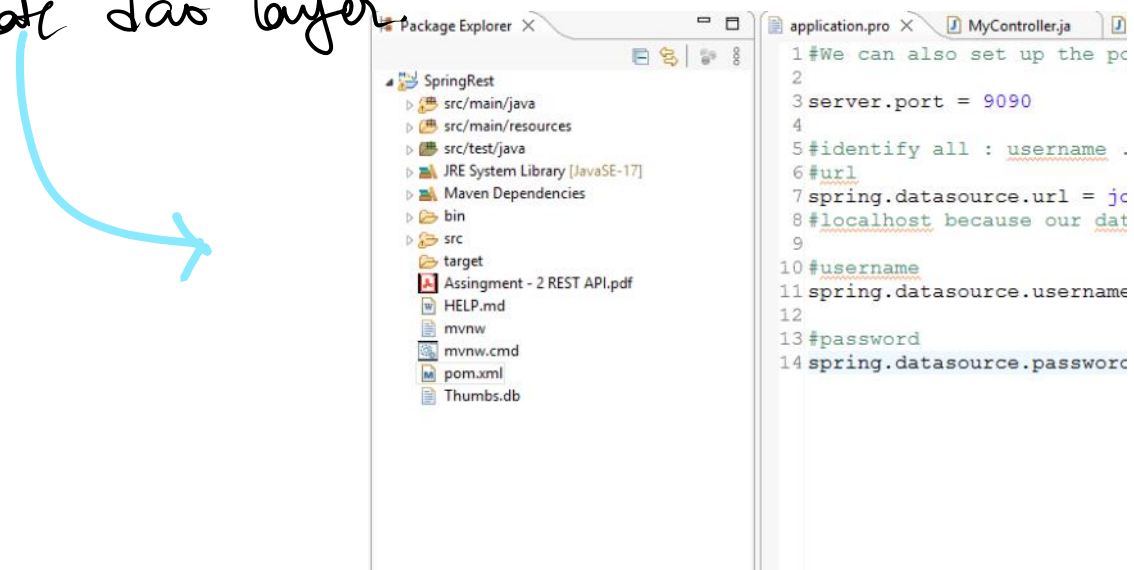 dao layer.
Package Explorer
SpringRest
src/main/java
src/main/resources
src/test/java
JRE System Library [JavaSE-17]
Maven Dependencies
bin
src
target
Assingment - 2 REST API.pdf
HELP.md
mvnw
mvnw.cmd
pom.xml
Thumbs.db
application.pro MyController.ja
1 #We can also set up the po
2
3 server.port = 9090
4
5 #identify all : username .
6 #url
7 spring.datasource.url = jd
8 #localhost because our dat
9
10 #username
11 spring.datasource.username
12
13 #password
14 spring.datasource.password